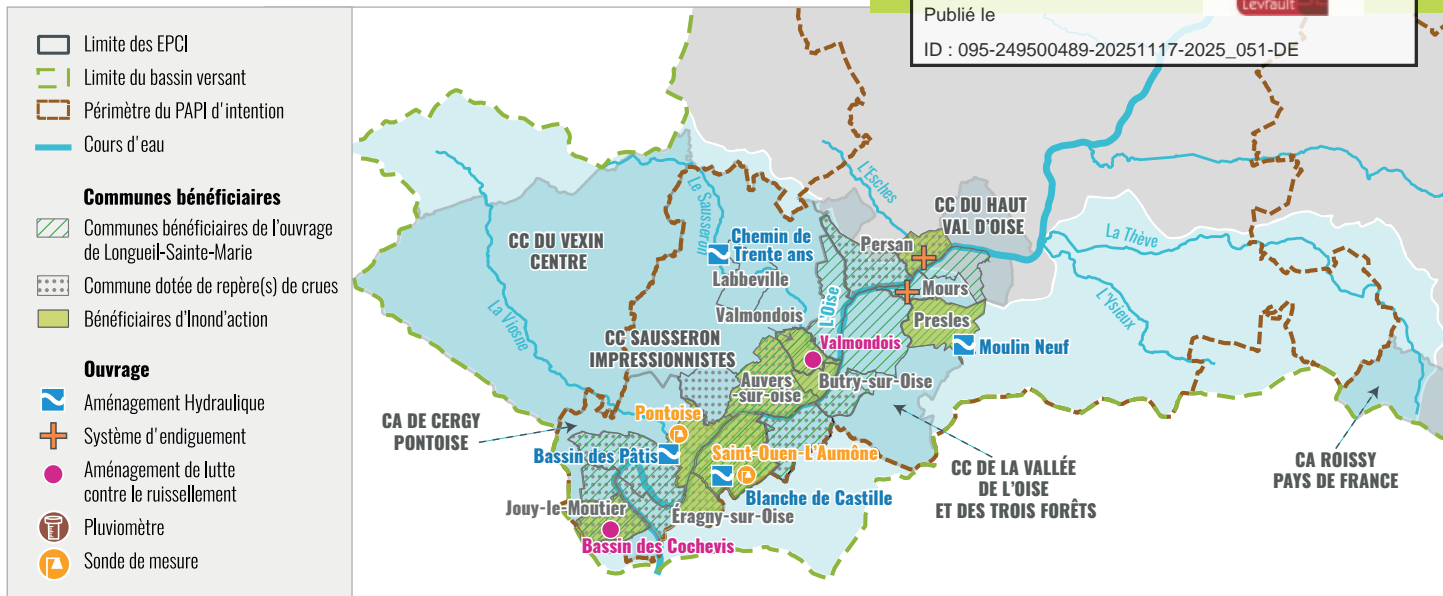 Levrault
Publié le
ID : 095-249500489-20251117-2025_051-DE
Limite des EPCI
Limite du bassin versant
Périmètre du PAPI d'intention
Cours d'eau
Communes bénéficiaires
Communes bénéficiaires de l'ouvrage
de Longueil-Sainte-Marie
Commune dotée de repère(s) de crues
Bénéficiaires d'Inond'action
Ouvrage
Aménagement Hydraulique
Système d'endiguement
Aménagement de lutte
contre le ruissellement
Pluviomètre
Sonde de mesure
L'Esches
Le Sausseron
CC DU VEXIN
CENTRE
Chemin de
Trente ans
Labbeville
Valmondois
La Viosne
CC SAUSSERON
IMPRESSIONNISTES
L'Oise
CC DU HAUT
VAL D'OISE
Persan
Mours
Presles
Moulin Neuf
La Thève
L'Ysieux
Valmondois
Butry-sur-Oise
Auvers
-sur-oise
CA DE CERGY
PONTOISE
Pontoise
Bassin des Pâtis
Saint-Ouen-L'Aumône
Blanche de Castille
Jouy-le-Moutier
Éragny-sur-Oise
Bassin des Cochevis
CC DE LA VALLÉE
DE L'OISE
ET DES TROIS FORÊTS
CA ROISSY
PAYS DE FRANCE